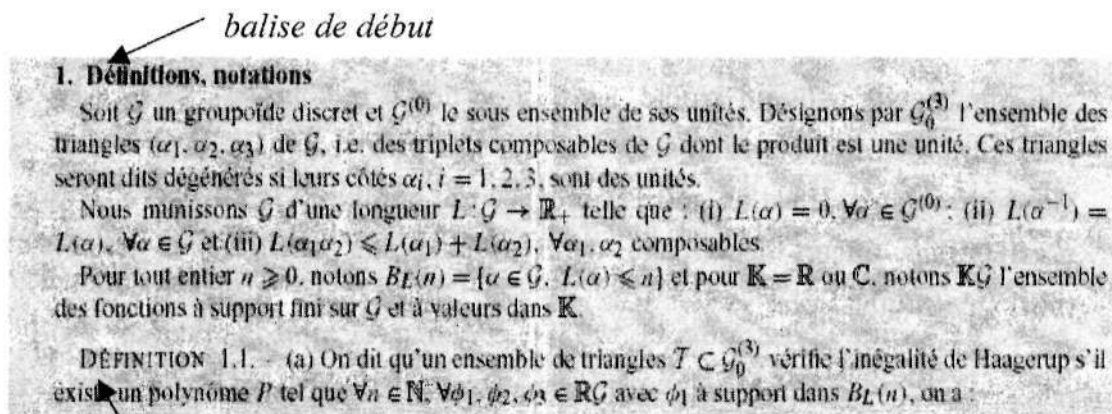 balise de début
1. Définitions, notations
Soit 𝒢 un groupoïde discret et 𝒢⁽⁰⁾ le sous ensemble de ses unités. Désignons par 𝒢₀⁽³⁾ l'ensemble des
triangles (α₁, α₂, α₃) de 𝒢, i.e. des triplets composables de 𝒢 dont le produit est une unité. Ces triangles
seront dits dégénérés si leurs côtés αᵢ, i = 1, 2, 3, sont des unités.
Nous munissons 𝒢 d'une longueur L : 𝒢 → ℝ₊ telle que : (i) L(α) = 0, ∀α ∈ 𝒢⁽⁰⁾ ; (ii) L(α⁻¹) =
L(α), ∀α ∈ 𝒢 et (iii) L(α₁α₂) ⩽ L(α₁) + L(α₂), ∀α₁, α₂ composables.
Pour tout entier n ⩾ 0, notons B_L(n) = {α ∈ 𝒢, L(α) ⩽ n} et pour 𝕂 = ℝ ou ℂ, notons 𝕂𝒢 l'ensemble
des fonctions à support fini sur 𝒢 et à valeurs dans 𝕂.
DÉFINITION 1.1. – (a) On dit qu'un ensemble de triangles 𝒯 ⊂ 𝒢₀⁽³⁾ vérifie l'inégalité de Haagerup s'il
existe un polynôme P tel que ∀n ∈ ℕ, ∀ϕ₁, ϕ₂, ϕ₃ ∈ ℝ𝒢 avec ϕ₁ à support dans B_L(n), on a :